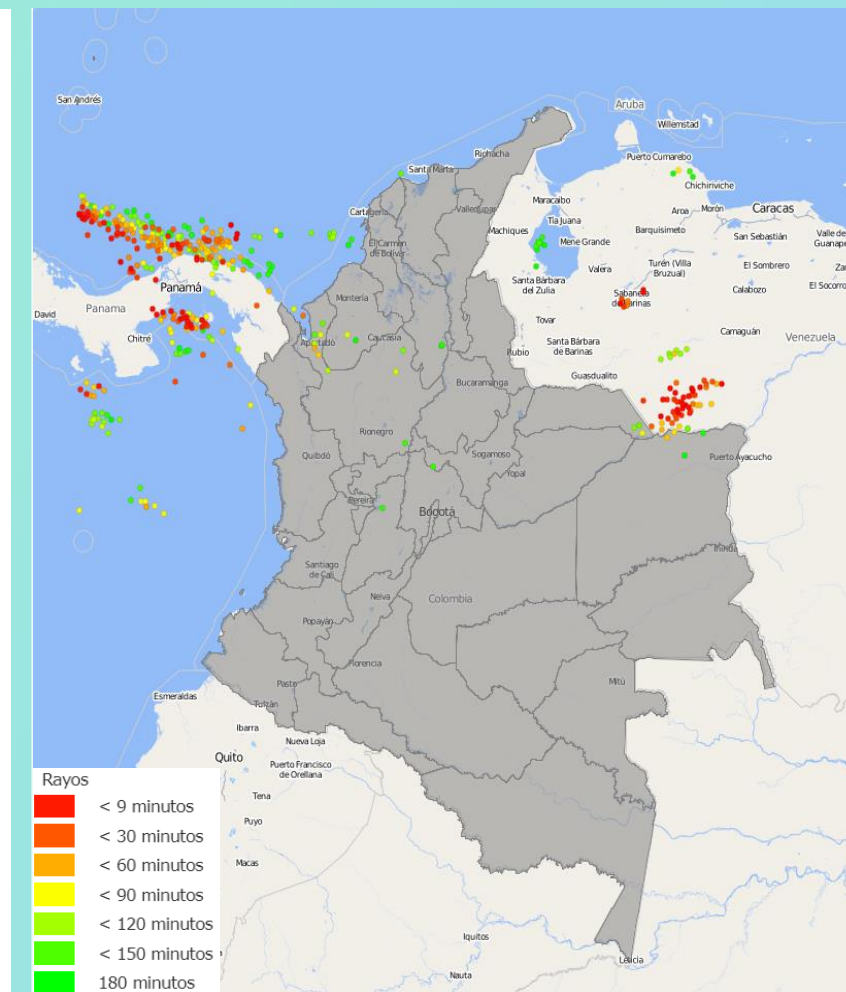 San Andrés
Aruba
Willemstad
Riohacha
Puerto Cumarebo
Santa Marta
Chichiriviche
Maracaibo
Valledupar
Cartagena
Tía Juana
Aroa
Morón
Caracas
Machiques
Barquisimeto
Valle de
Guanape
El Carmen
de Bolívar
Mene Grande
San Sebastián
Valera
Turén (Villa
Bruzual)
El Sombrero
Zar
Santa Bárbara
del Zulia
El Socorro
Panamá
Calabozo
Montería
Sabaneta
de Barinas
Panama
David
Tovar
Camaguán
Venezuela
Chitré
Apartadó
Caucasia
Santa Bárbara
de Barinas
Rubio
Guasdualito
Bucaramanga
Rionegro
Quibdó
Sogamoso
Puerto Ayacucho
Yopal
Pereira
Bogotá
Inírida
Santiago
de Cali
Neiva
Colombia
Popayán
Florencia
Mitú
Pasto
Esmeraldas
Tulcán
Ibarra
Nueva Loja
Quito
Puerto Francisco
de Orellana
Rayos
< 9 minutos
Tena
< 30 minutos
Puyo
< 60 minutos
Macas
< 90 minutos
< 120 minutos
Iquitos
< 150 minutos
Leticia
Nauta
180 minutos